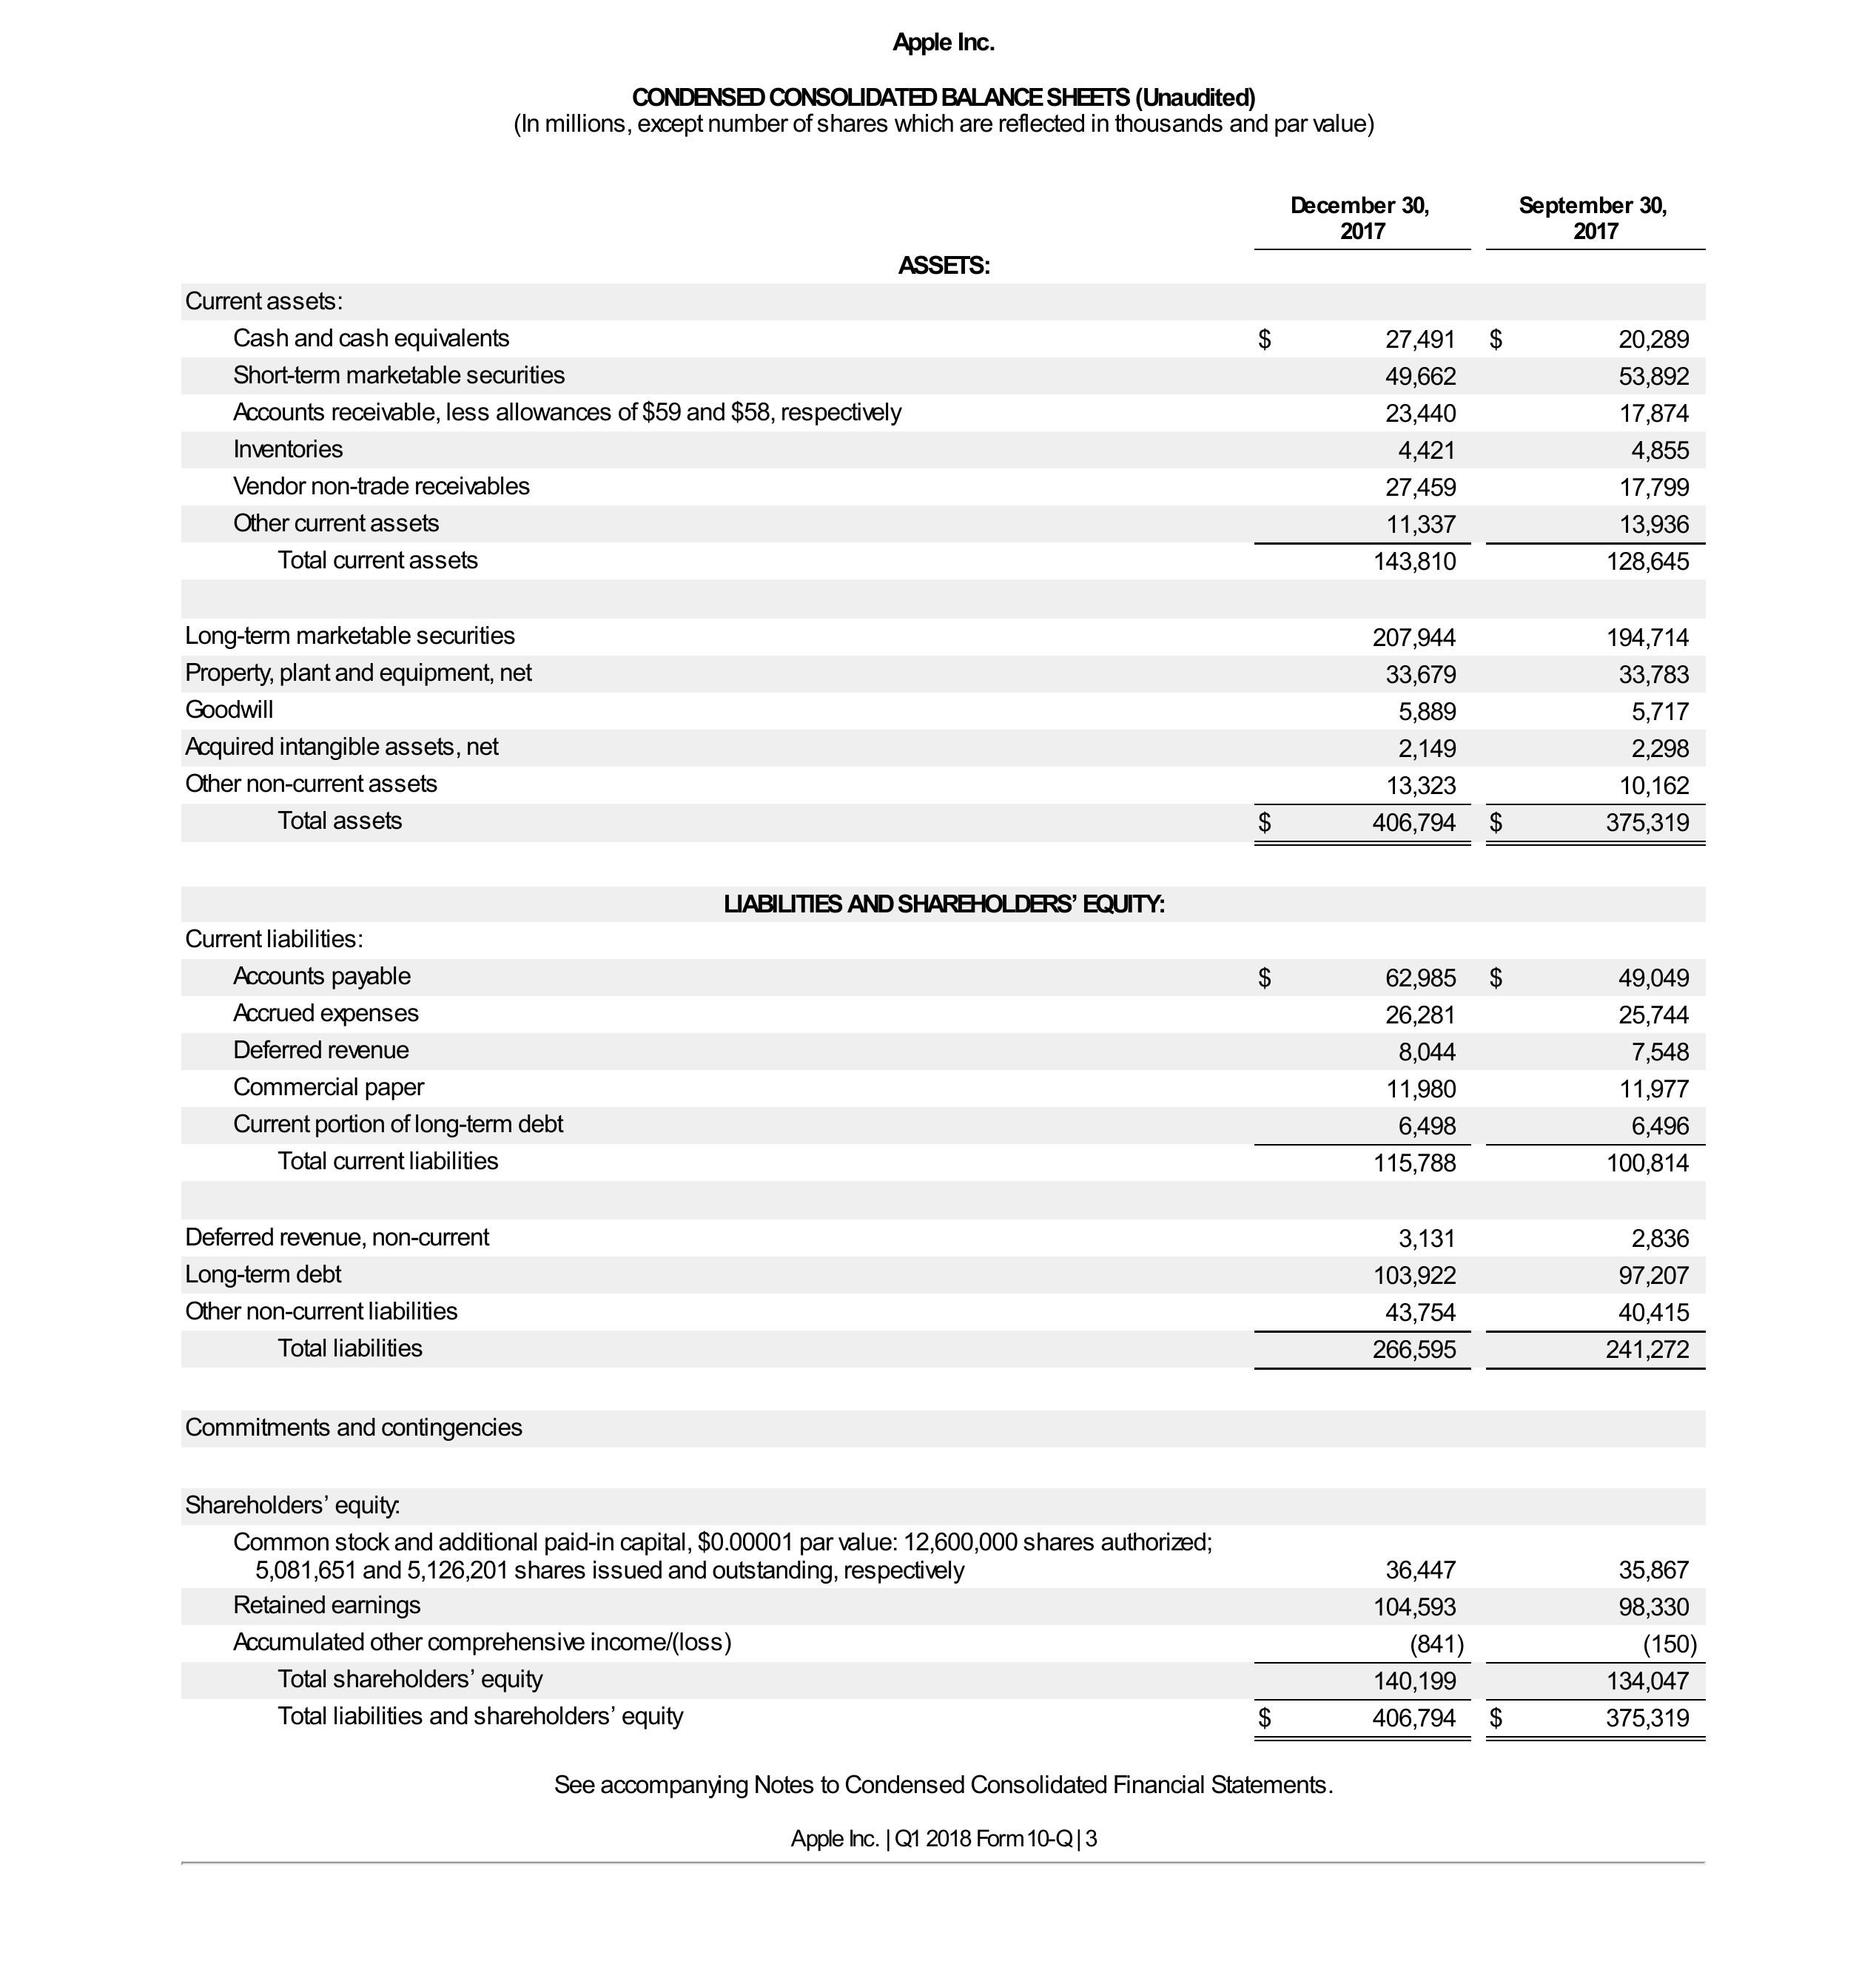 Apple Inc.
CONDENSED CONSOLIDATED BALANCE SHEETS (Unaudited)
(In millions, except number of shares which are reflected in thousands and par value)
December 30, September 30,
2017 2017
ASSETS:
Current assets:
Cash and cash equivalents $ 27,491 $ 20,289
Short-term marketable securities 49,662 53,892
Accounts receivable, less allowances of $59 and $58, respectively 23,440 17,874
Inventories 4,421 4,855
Vendor non-trade receivables 27,459 17,799
Other current assets 11,337 13,936
Total current assets 143,810 128,645
Long-term marketable securities 207,944 194,714
Property, plant and equipment, net 33,679 33,783
Goodwill 5,889 5,717
Acquired intangible assets, net 2,149 2,298
Other non-current assets 13,323 10,162
Total assets $ 406,794 $ 375,319
LIABILITIES AND SHAREHOLDERS’ EQUITY:
Current liabilities:
Accounts payable $ 62,985 $ 49,049
Accrued expenses 26,281 25,744
Deferred revenue 8,044 7,548
Commercial paper 11,980 11,977
Current portion of long-term debt 6,498 6,496
Total current liabilities 115,788 100,814
Deferred revenue, non-current 3,131 2,836
Long-term debt 103,922 97,207
Other non-current liabilities 43,754 40,415
Total liabilities 266,595 241,272
Commitments and contingencies
Shareholders’ equity:
Common stock and additional paid-in capital, $0.00001 par value: 12,600,000 shares authorized;
5,081,651 and 5,126,201 shares issued and outstanding, respectively 36,447 35,867
Retained earnings 104,593 98,330
Accumulated other comprehensive income/(loss) (841) (150)
Total shareholders’ equity 140,199 134,047
Total liabilities and shareholders’ equity $ 406,794 $ 375,319
See accompanying Notes to Condensed Consolidated Financial Statements.
Apple Inc. | Q1 2018 Form 10-Q | 3